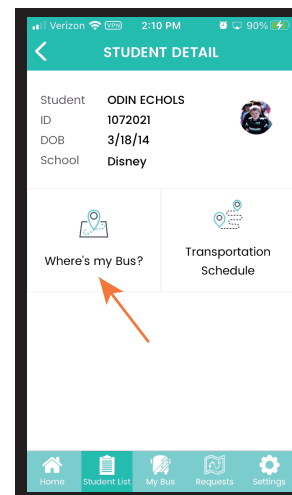 Verizon VPN 2:10 PM 90%
STUDENT DETAIL
Student ODIN ECHOLS
ID 1072021
DOB 3/18/14
School Disney
Where's my Bus?
Transportation
Schedule
Home Student List My Bus Requests Settings